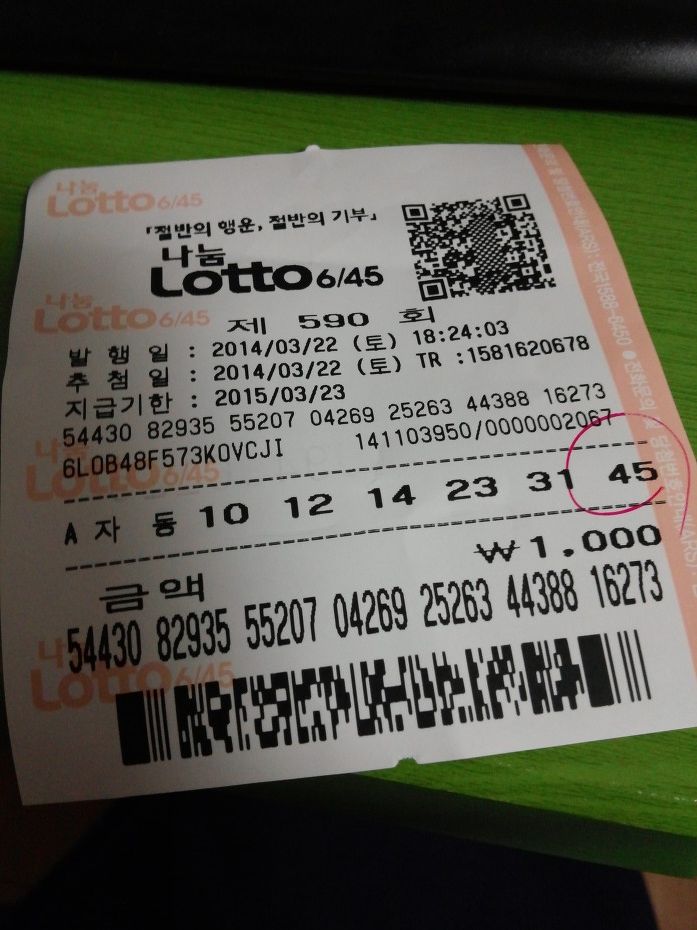 나눔
Lotto 6/45
「절반의 행운, 절반의 기부」
나눔
Lotto 6/45
나눔
Lotto 6/45
제 590 회
발 행 일 : 2014/03/22 (토) 18:24:03
추 첨 일 : 2014/03/22 (토) TR :1581620678
지급기한 : 2015/03/23
54430 82935 55207 04269 25263 44388 16273
6L0B48F573K0VCJI 141103950/0000002067
A 자 동 10 12 14 23 31 45
금액 ₩1,000
54430 82935 55207 04269 25263 44388 16273
Lotto 6/45